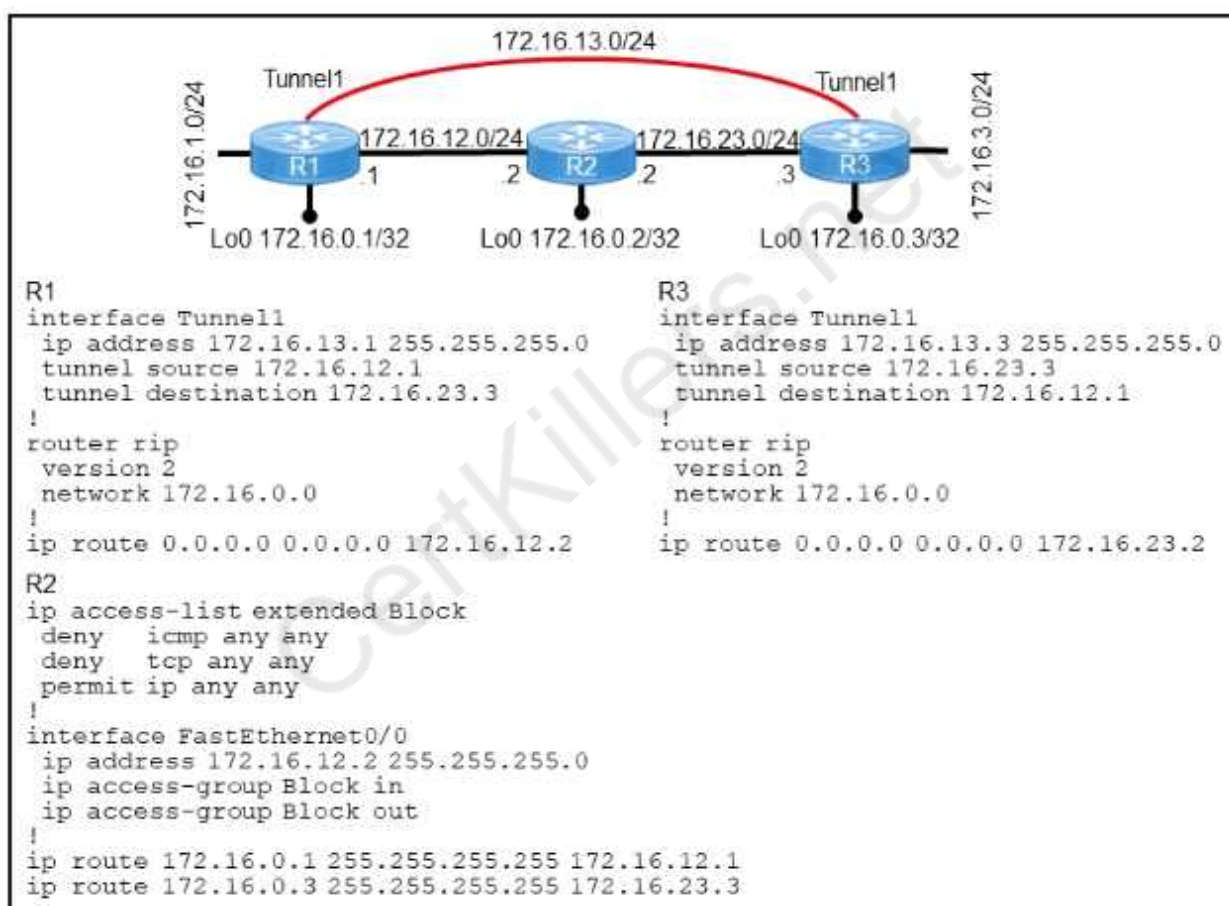 172.16.13.0/24
Tunnel1
Tunnel1
172.16.1.0/24
172.16.12.0/24
172.16.23.0/24
172.16.3.0/24
R1
R2
R3
.1
.2
.2
.3
Lo0 172.16.0.1/32
Lo0 172.16.0.2/32
Lo0 172.16.0.3/32
R1
interface Tunnel1
 ip address 172.16.13.1 255.255.255.0
 tunnel source 172.16.12.1
 tunnel destination 172.16.23.3
!
router rip
 version 2
 network 172.16.0.0
!
ip route 0.0.0.0 0.0.0.0 172.16.12.2
R3
interface Tunnel1
 ip address 172.16.13.3 255.255.255.0
 tunnel source 172.16.23.3
 tunnel destination 172.16.12.1
!
router rip
 version 2
 network 172.16.0.0
!
ip route 0.0.0.0 0.0.0.0 172.16.23.2
R2
ip access-list extended Block
 deny   icmp any any
 deny   tcp any any
 permit ip any any
!
interface FastEthernet0/0
 ip address 172.16.12.2 255.255.255.0
 ip access-group Block in
 ip access-group Block out
!
ip route 172.16.0.1 255.255.255.255 172.16.12.1
ip route 172.16.0.3 255.255.255.255 172.16.23.3
CertKillers.net